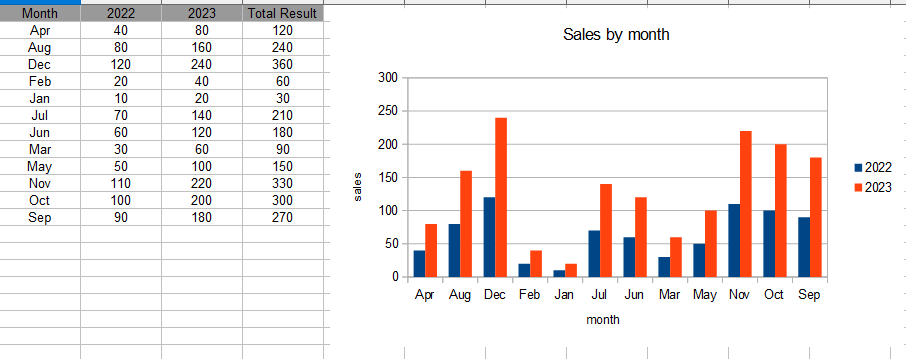 Month 2022 2023 Total Result
Apr 40 80 120
Aug 80 160 240
Dec 120 240 360
Feb 20 40 60
Jan 10 20 30
Jul 70 140 210
Jun 60 120 180
Mar 30 60 90
May 50 100 150
Nov 110 220 330
Oct 100 200 300
Sep 90 180 270
Sales by month
300
250
200
150
100
50
0
sales
Apr Aug Dec Feb Jan Jul Jun Mar May Nov Oct Sep
month
2022
2023